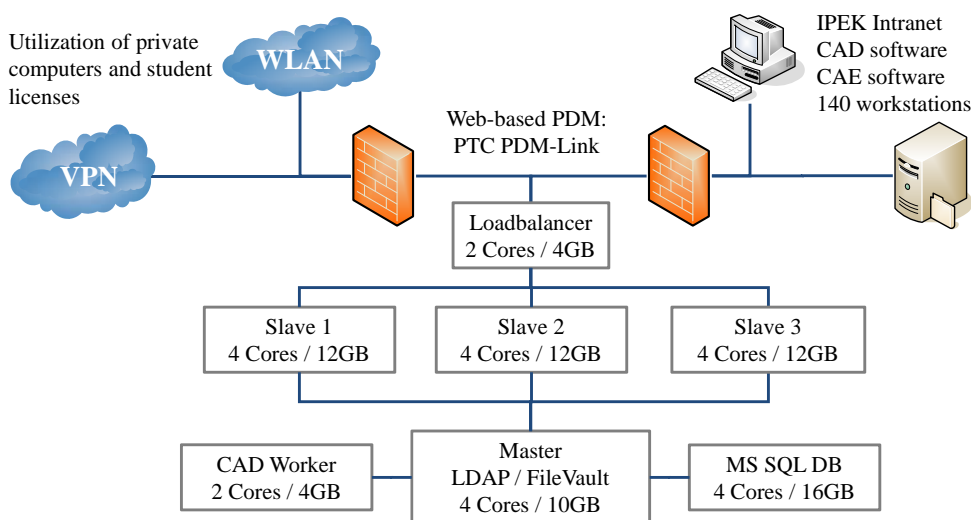 Utilization of private
computers and student
licenses
WLAN
VPN
Web-based PDM:
PTC PDM-Link
IPEK Intranet
CAD software
CAE software
140 workstations
Loadbalancer
2 Cores / 4GB
Slave 1
4 Cores / 12GB
Slave 2
4 Cores / 12GB
Slave 3
4 Cores / 12GB
CAD Worker
2 Cores / 4GB
Master
LDAP / FileVault
4 Cores / 10GB
MS SQL DB
4 Cores / 16GB